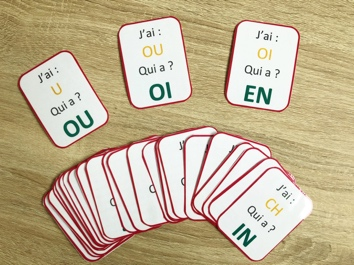 J'ai :
U
Qui a ?
OU
J'ai :
OU
Qui a ?
OI
J'ai :
OI
Qui a ?
EN
J'ai :
CH
Qui a ?
IN